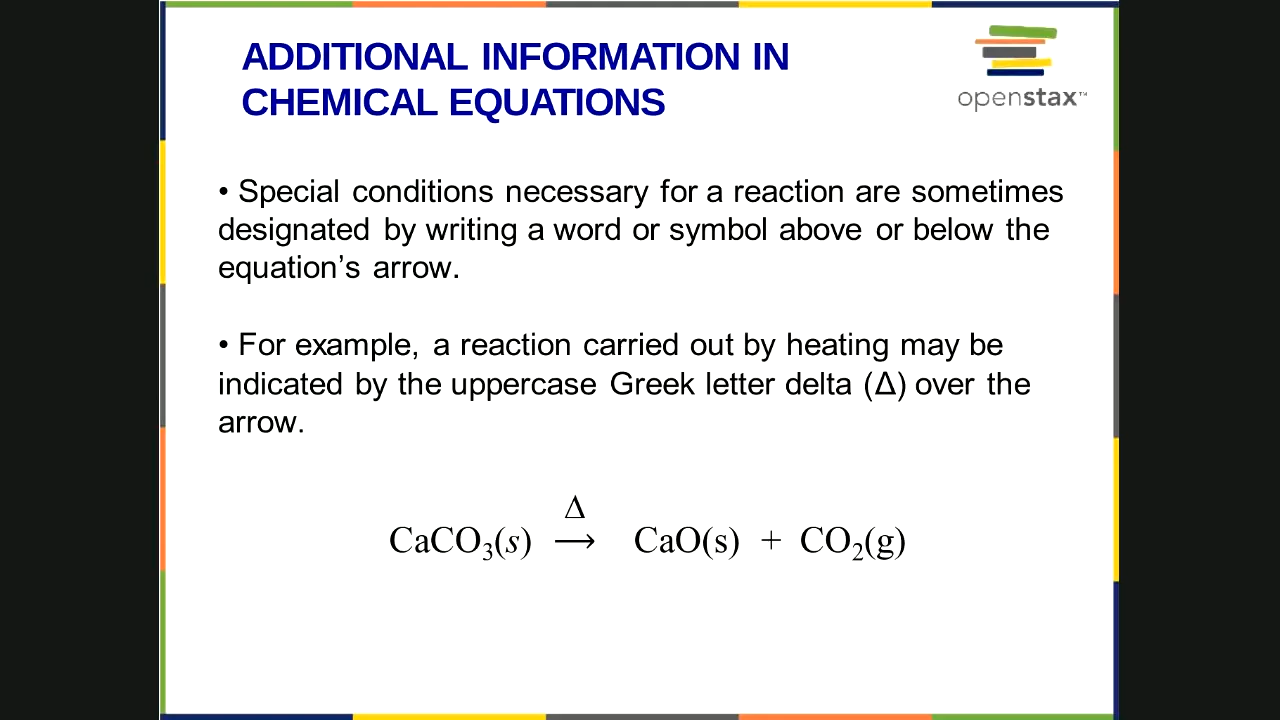 ADDITIONAL INFORMATION IN
CHEMICAL EQUATIONS
openstax™
• Special conditions necessary for a reaction are sometimes
designated by writing a word or symbol above or below the
equation’s arrow.
• For example, a reaction carried out by heating may be
indicated by the uppercase Greek letter delta (Δ) over the
arrow.
Δ
CaCO₃(s) ⟶ CaO(s) + CO₂(g)